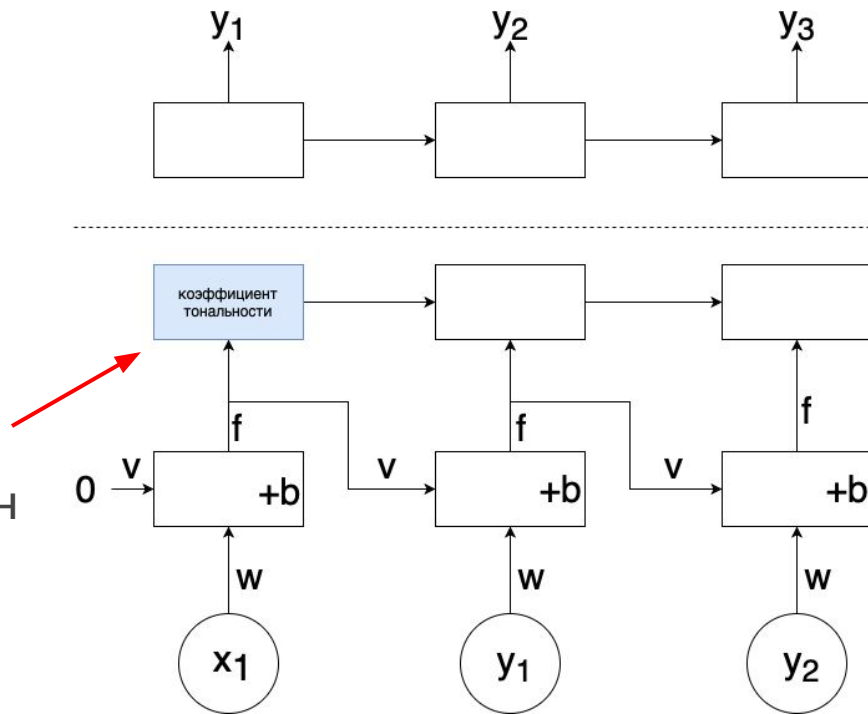 y₁ y₂ y₃
коэффициент
тональности
f f f
v v v
0 +b +b +b
н
w w w
x₁ y₁ y₂